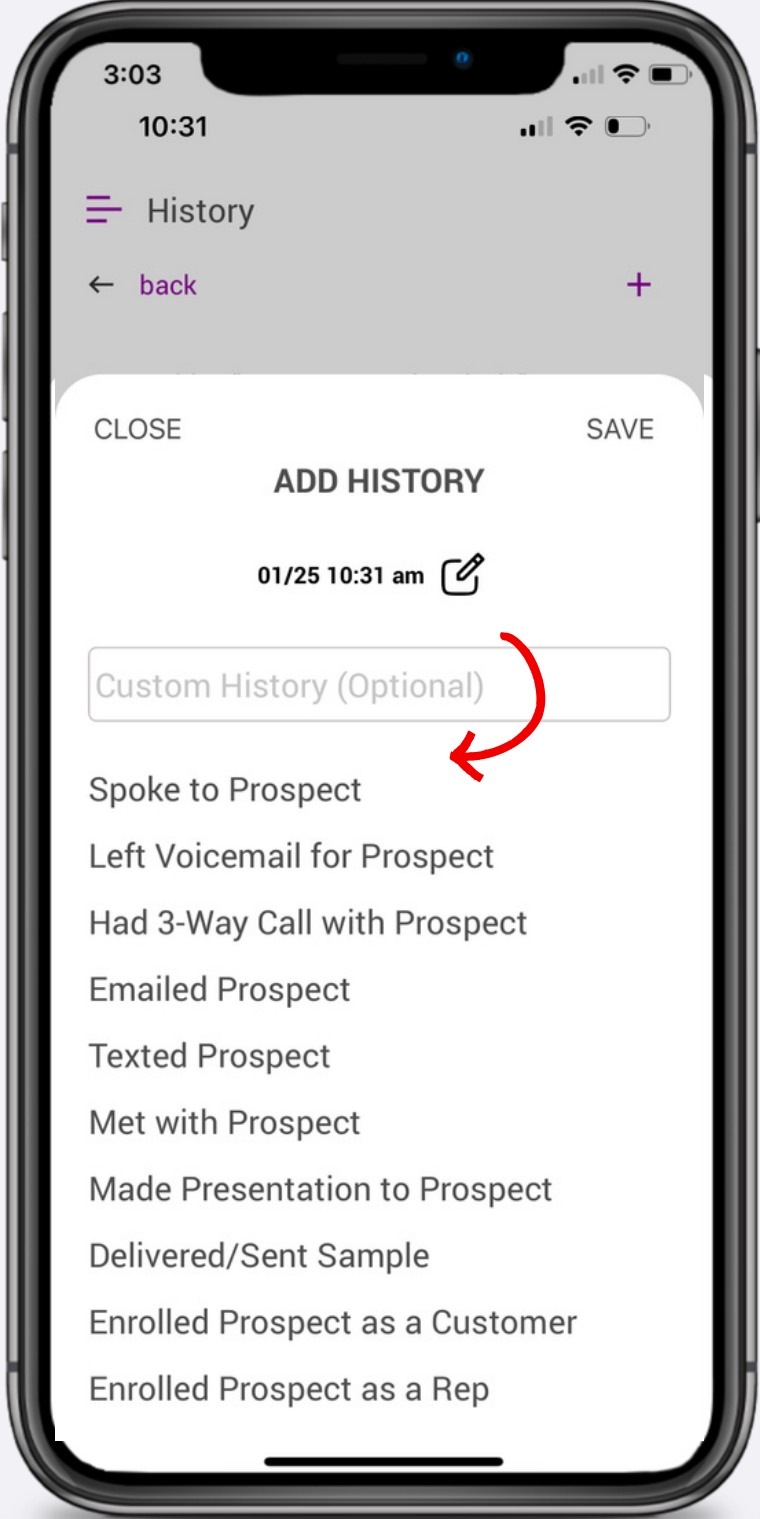 3:03
10:31
History
← back +
CLOSE SAVE
ADD HISTORY
01/25 10:31 am
Custom History (Optional)
Spoke to Prospect
Left Voicemail for Prospect
Had 3-Way Call with Prospect
Emailed Prospect
Texted Prospect
Met with Prospect
Made Presentation to Prospect
Delivered/Sent Sample
Enrolled Prospect as a Customer
Enrolled Prospect as a Rep